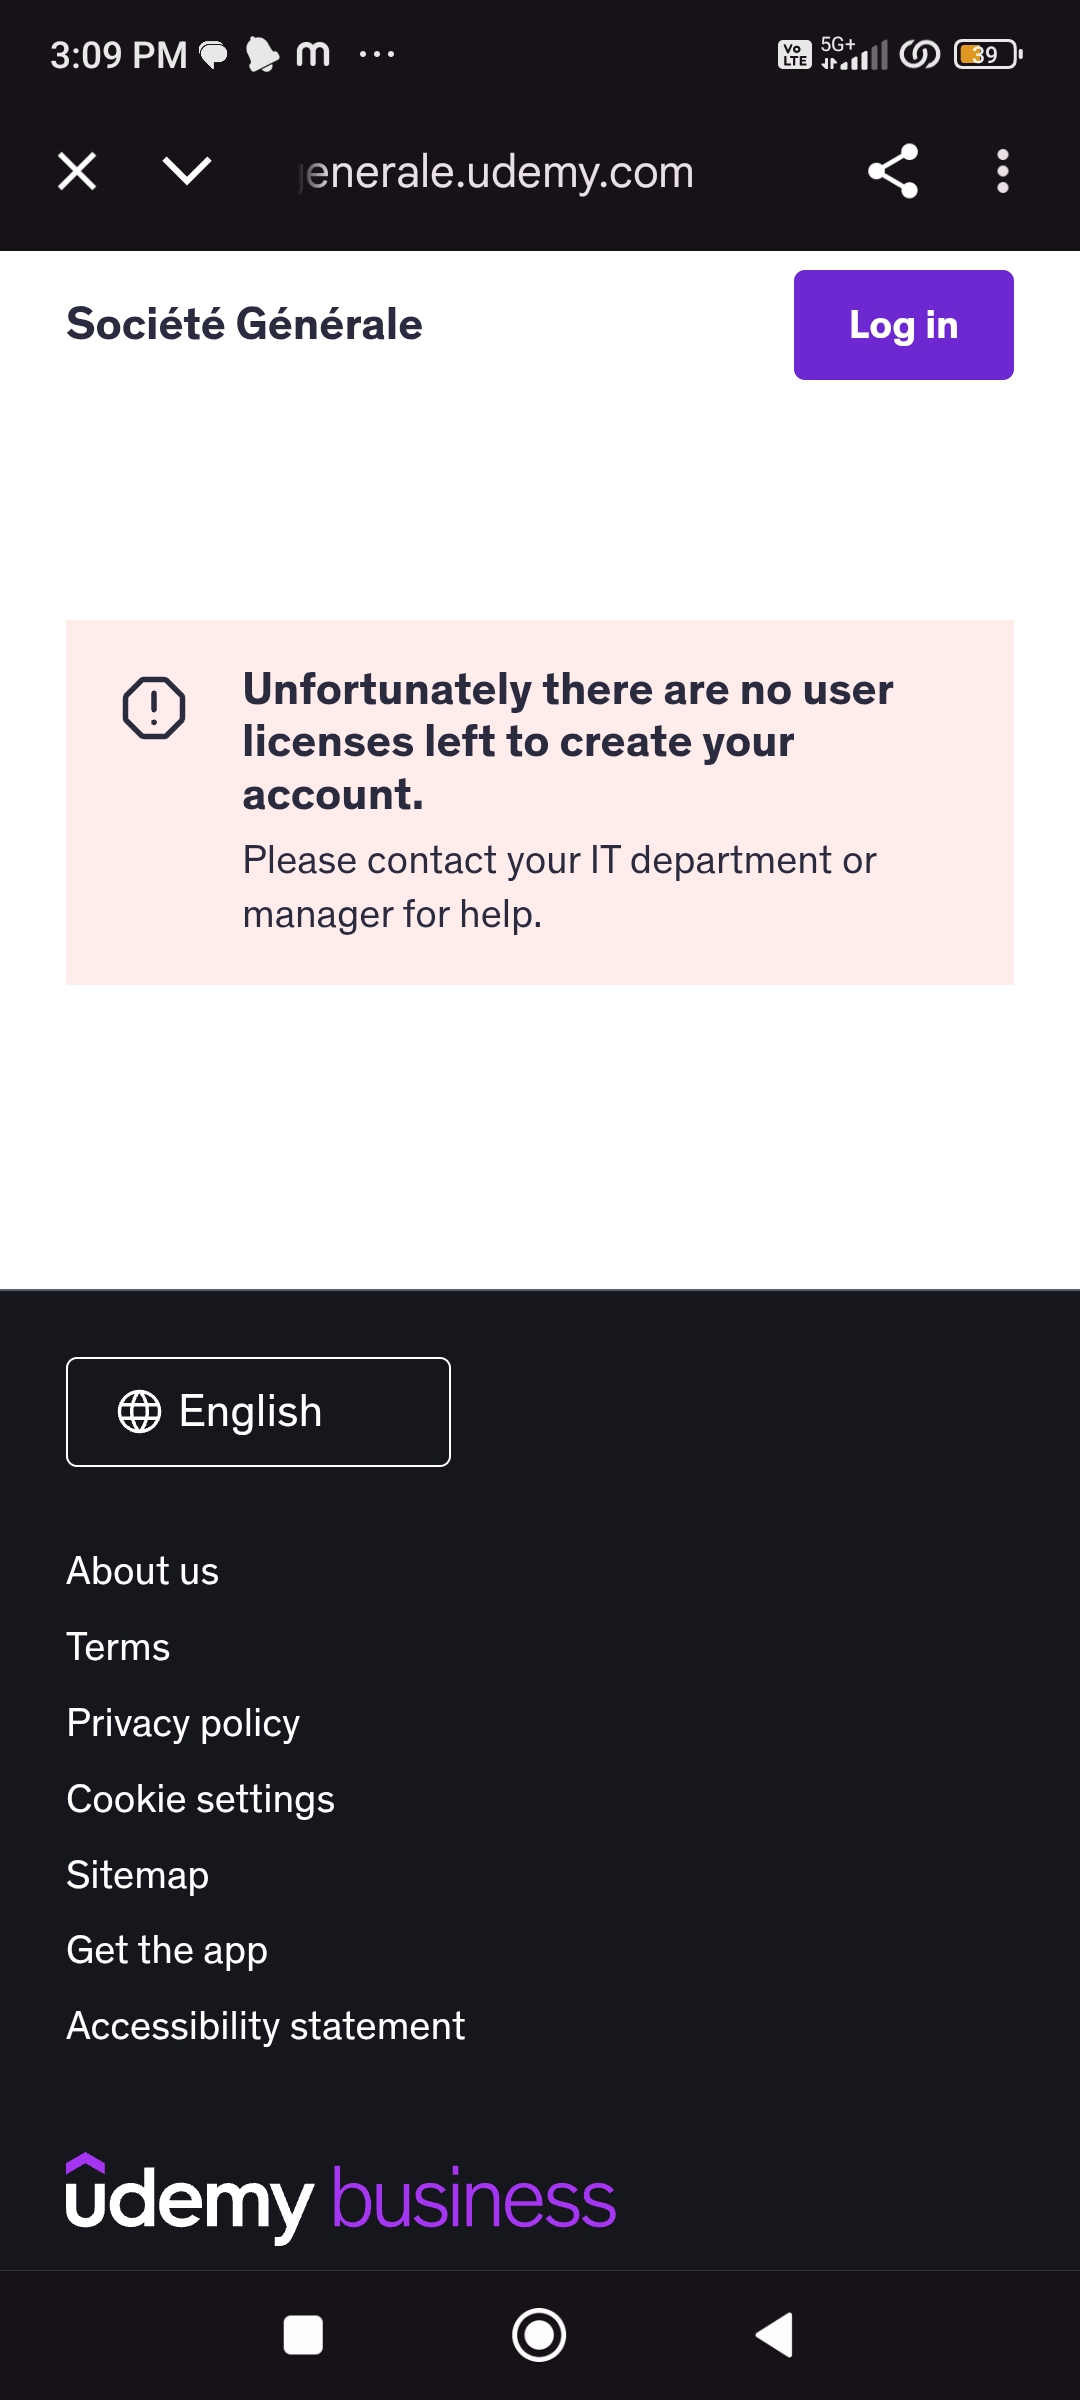 3:09 PM
Vo LTE 5G+ 39
enerale.udemy.com
Société Générale
Log in
Unfortunately there are no user
licenses left to create your
account.
Please contact your IT department or
manager for help.
English
About us
Terms
Privacy policy
Cookie settings
Sitemap
Get the app
Accessibility statement
udemy business